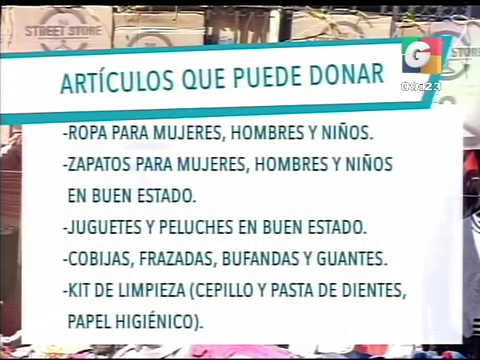 THE
STREET STORE
ARTÍCULOS QUE PUEDE DONAR
G
09:23
-ROPA PARA MUJERES, HOMBRES Y NIÑOS.
-ZAPATOS PARA MUJERES, HOMBRES Y NIÑOS
EN BUEN ESTADO.
-JUGUETES Y PELUCHES EN BUEN ESTADO.
-COBIJAS, FRAZADAS, BUFANDAS Y GUANTES.
-KIT DE LIMPIEZA (CEPILLO Y PASTA DE DIENTES,
PAPEL HIGIÉNICO).